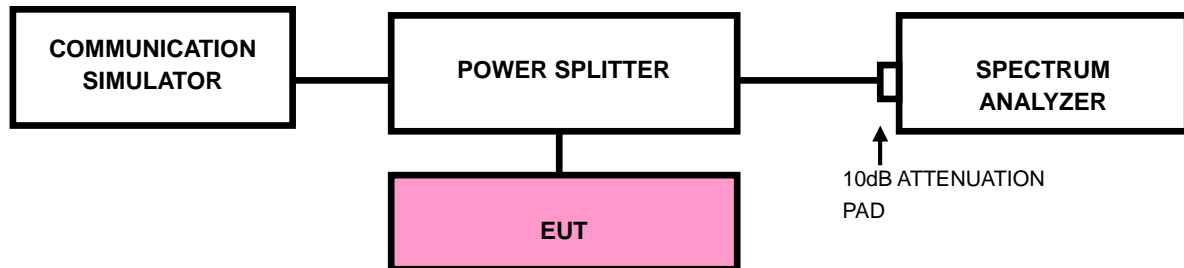 COMMUNICATION
SIMULATOR
POWER SPLITTER
SPECTRUM
ANALYZER
10dB ATTENUATION
PAD
EUT